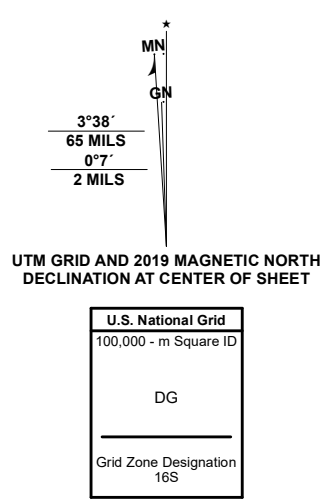 MN
GN
3°38´
65 MILS
0°7´
2 MILS
UTM GRID AND 2019 MAGNETIC NORTH
DECLINATION AT CENTER OF SHEET
U.S. National Grid
100,000 - m Square ID
DG
Grid Zone Designation
16S